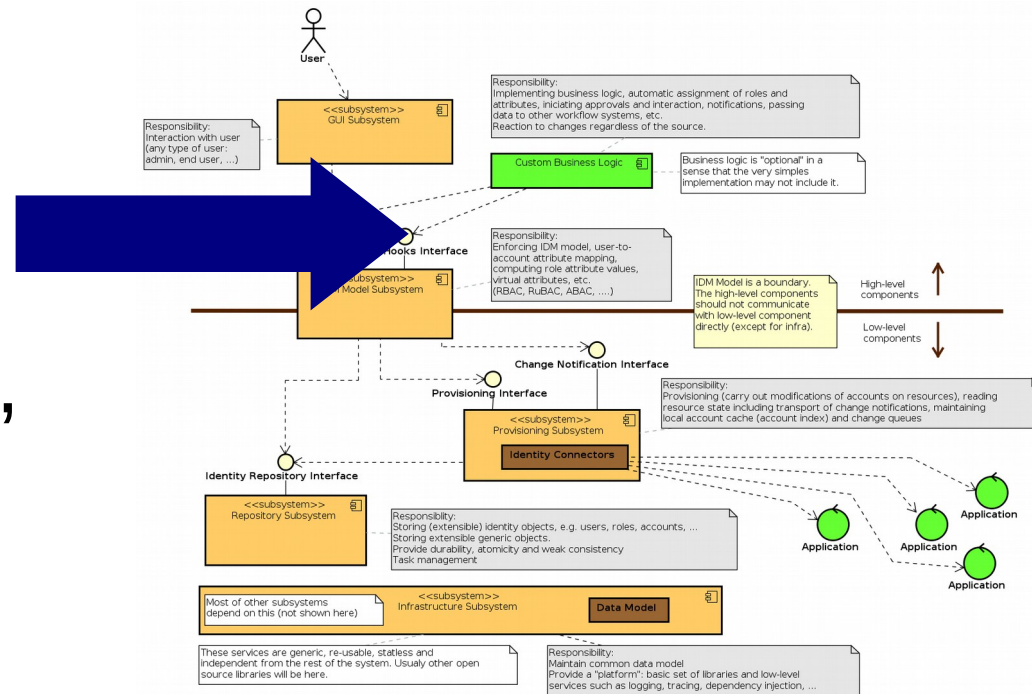 User
<<subsystem>>
GUI Subsystem
Responsibility:
Interaction with user
(any type of user:
admin, end user, ...)
Responsibility:
Implementing business logic, automatic assignment of roles and
attributes, iniciating approvals and interaction, notifications, passing
data to other workflow systems, etc.
Reaction to changes regardless of the source.
Custom Business Logic
Business logic is "optional" in a
sense that the very simples
implementation may not include it.
Hooks Interface
Responsibility:
Enforcing IDM model, user-to-
account attribute mapping,
computing role attribute values,
virtual attributes, etc.
(RBAC, RuBAC, ABAC, ....)
subsystem>>
Model Subsystem
IDM Model is a boundary.
The high-level components
should not communicate
with low-level component
directly (except for infra).
High-level
components
Low-level
components
Change Notification Interface
Provisioning Interface
,
Responsibility:
Provisioning (carry out modifications of accounts on resources), reading
resource state including transport of change notifications, maintaining
local account cache (account index) and change queues
<<subsystem>>
Provisioning Subsystem
Identity Connectors
Identity Repository Interface
<<subsystem>>
Repository Subsystem
Responsiblity:
Storing (extensible) identity objects, e.g. users, roles, accounts, ...
Storing extensible generic objects.
Provide durability, atomicity and weak consistency
Task management
Application
Application
Application
Application
Most of other subsystems
depend on this (not shown here)
<<subsystem>>
Infrastructure Subsystem
Data Model
These services are generic, re-usable, statless and
independent from the rest of the system. Usualy other open
source libraries will be here.
Responsibility:
Maintain common data model
Provide a "platform": basic set of libraries and low-level
services such as logging, tracing, dependency injection, ...